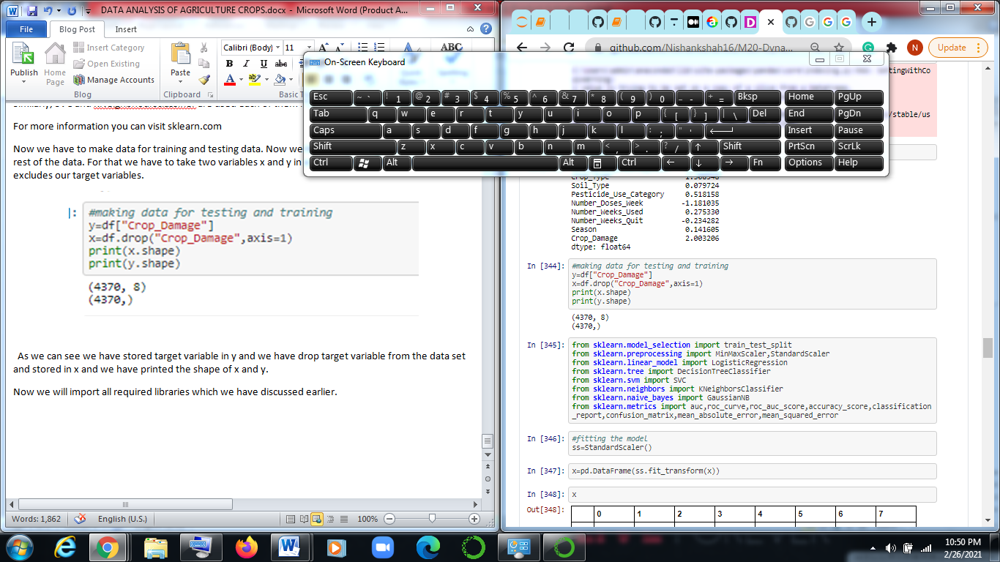 DATA ANALYSIS OF AGRICULTURE CROPS.docx - Microsoft Word (Product A...
File
Blog Post
Insert
Publish
Home Page
Insert Category
Open Existing
Manage Accounts
Blog
Paste
Clipboard
Calibri (Body)
11
B I U abc
Basic T
For more information you can visit sklearn.com
Now we have to make data for training and testing data. Now we
rest of the data. For that we have to take two variables x and y in
excludes our target variables.
]:
#making data for testing and training
y=df["Crop_Damage"]
x=df.drop("Crop_Damage",axis=1)
print(x.shape)
print(y.shape)
(4370, 8)
(4370,)
As we can see we have stored target variable in y and we have drop target variable from the data set
and stored in x and we have printed the shape of x and y.
Now we will import all required libraries which we have discussed earlier.
Words: 1,862
English (U.S.)
100%
github.com/Nishankshah16/M20-Dyna...
N
Update
On-Screen Keyboard
Esc ~ ` ! 1 @ 2 # 3 $ 4 % 5 ^ 6 & 7 * 8 ( 9 ) 0 _ - + = Bksp Home PgUp
Tab q w e r t y u i o p { [ } ] | \ Del End PgDn
Caps a s d f g h j k l : ; " ' Insert Pause
Shift z x c v b n m < , > . ? / ↑ Shift PrtScn ScrLk
Ctrl Alt Alt Ctrl ← ↓ → Fn Options Help
ttingWithCo
/stable/us
Soil_Type 0.079724
Pesticide_Use_Category 0.518158
Number_Doses_Week -1.181035
Number_Weeks_Used 0.275330
Number_Weeks_Quit -0.234282
Season 0.141605
Crop_Damage 2.003206
dtype: float64
In [344]:
#making data for testing and training
y=df["Crop_Damage"]
x=df.drop("Crop_Damage",axis=1)
print(x.shape)
print(y.shape)
(4370, 8)
(4370,)
In [345]:
from sklearn.model_selection import train_test_split
from sklearn.preprocessing import MinMaxScaler,StandardScaler
from sklearn.linear_model import LogisticRegression
from sklearn.tree import DecisionTreeClassifier
from sklearn.svm import SVC
from sklearn.neighbors import KNeighborsClassifier
from sklearn.naive_bayes import GaussianNB
from sklearn.metrics import auc,roc_curve,roc_auc_score,accuracy_score,classification
_report,confusion_matrix,mean_absolute_error,mean_squared_error
In [346]:
#fitting the model
ss=StandardScaler()
In [347]:
x=pd.DataFrame(ss.fit_transform(x))
In [348]:
x
Out[348]:
0 1 2 3 4 5 6 7
10:50 PM
2/26/2021